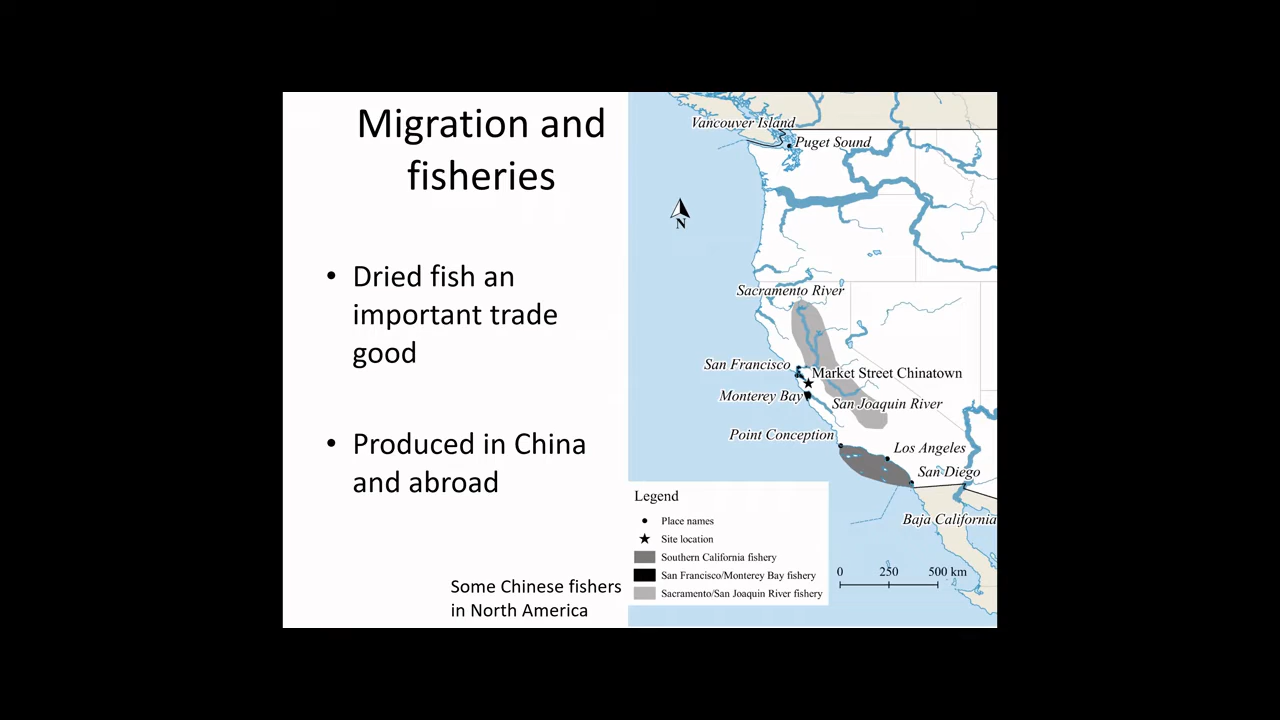 Migration and
fisheries
• Dried fish an
important trade
good
• Produced in China
and abroad
Some Chinese fishers
in North America
Vancouver Island
Puget Sound
N
Sacramento River
San Francisco
Market Street Chinatown
Monterey Bay
San Joaquin River
Point Conception
Los Angeles
San Diego
Baja California
Legend
Place names
Site location
Southern California fishery
San Francisco/Monterey Bay fishery
Sacramento/San Joaquin River fishery
0 250 500 km